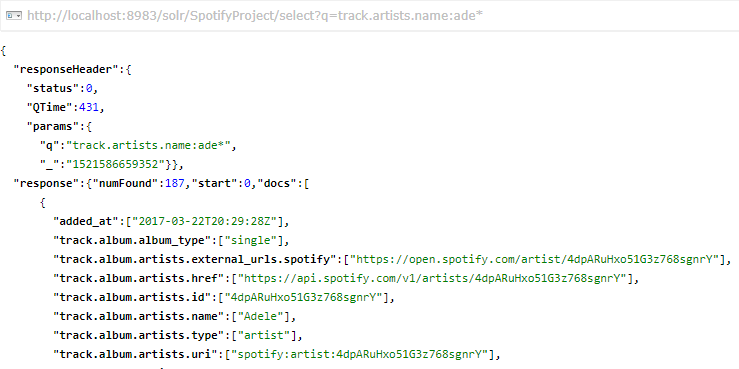 http://localhost:8983/solr/SpotifyProject/select?q=track.artists.name:ade*
{
"responseHeader":{
"status":0,
"QTime":431,
"params":{
"q":"track.artists.name:ade*",
"_":"1521586659352"}},
"response":{"numFound":187,"start":0,"docs":[
{
"added_at":["2017-03-22T20:29:28Z"],
"track.album.album_type":["single"],
"track.album.artists.external_urls.spotify":["https://open.spotify.com/artist/4dpARuHxo51G3z768sgnrY"],
"track.album.artists.href":["https://api.spotify.com/v1/artists/4dpARuHxo51G3z768sgnrY"],
"track.album.artists.id":["4dpARuHxo51G3z768sgnrY"],
"track.album.artists.name":["Adele"],
"track.album.artists.type":["artist"],
"track.album.artists.uri":["spotify:artist:4dpARuHxo51G3z768sgnrY"],